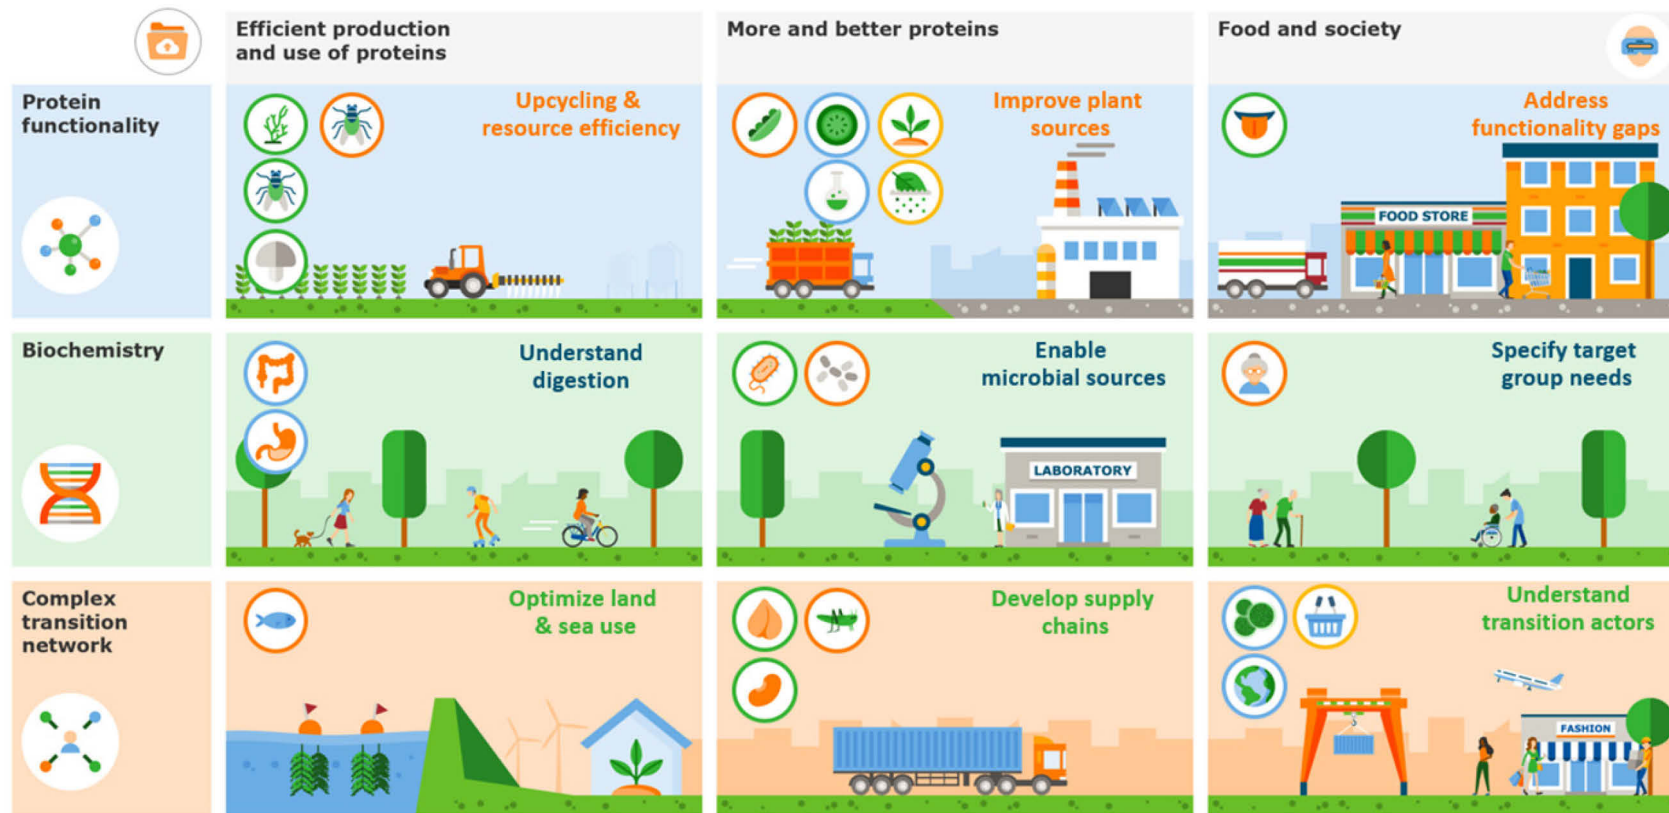 Efficient production
and use of proteins
More and better proteins
Food and society
Protein
functionality
Upcycling &
resource efficiency
Improve plant
sources
Address
functionality gaps
FOOD STORE
Biochemistry
Understand
digestion
Enable
microbial sources
LABORATORY
Specify target
group needs
Complex
transition
network
Optimize land
& sea use
Develop supply
chains
Understand
transition actors
FASHION